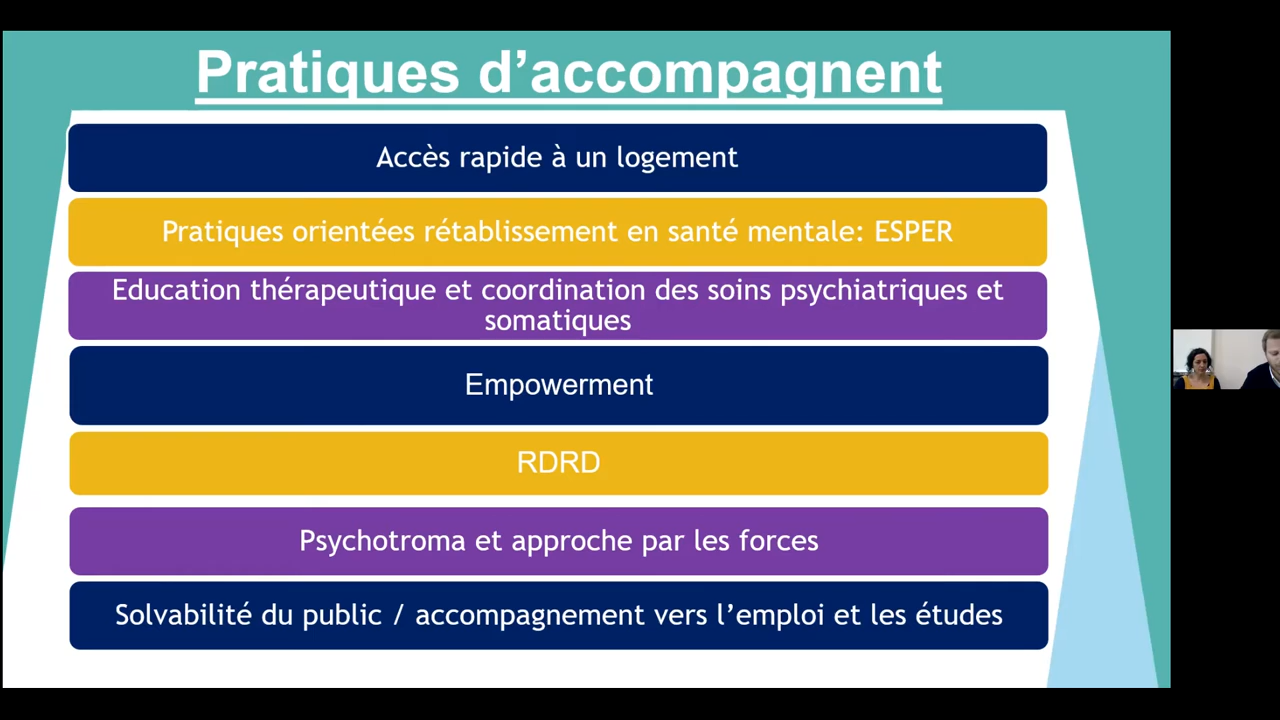 Pratiques d’accompagnent
Accès rapide à un logement
Pratiques orientées rétablissement en santé mentale: ESPER
Education thérapeutique et coordination des soins psychiatriques et
somatiques
Empowerment
RDRD
Psychotroma et approche par les forces
Solvabilité du public / accompagnement vers l’emploi et les études